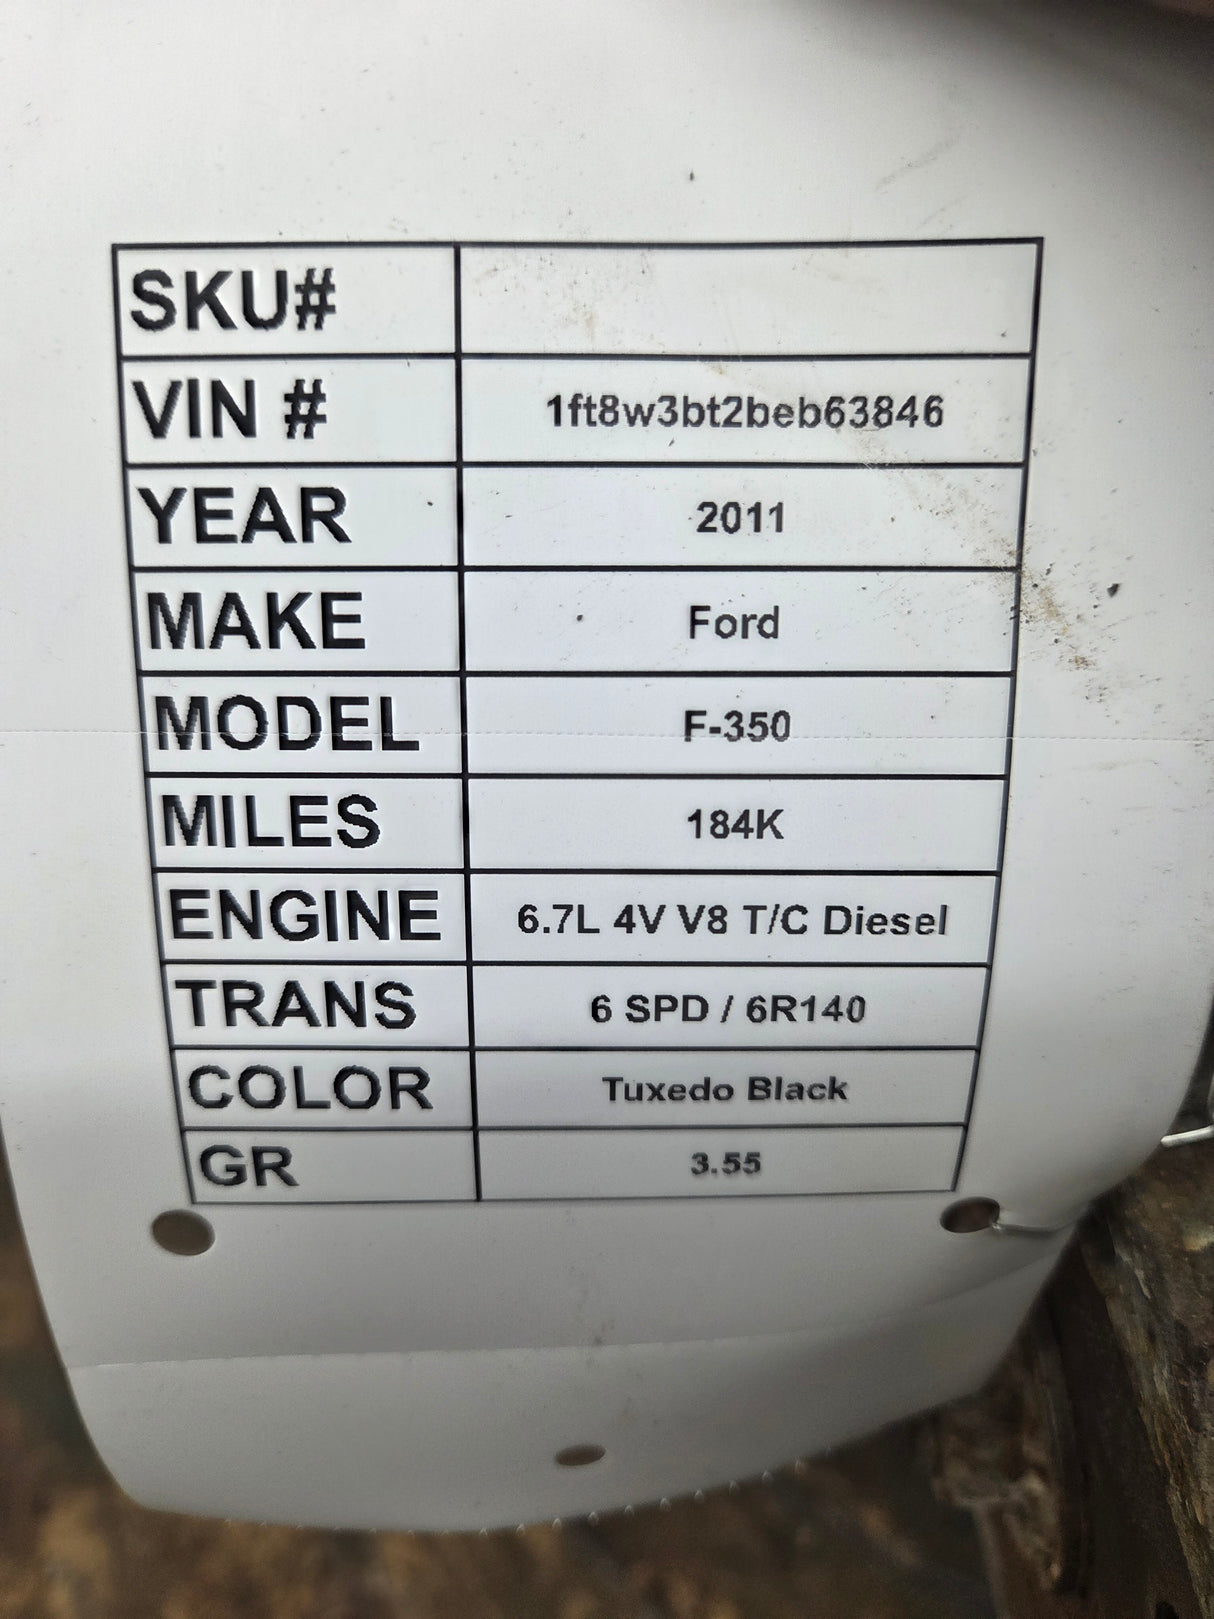 SKU#
VIN # 1ft8w3bt2beb63846
YEAR 2011
MAKE Ford
MODEL F-350
MILES 184K
ENGINE 6.7L 4V V8 T/C Diesel
TRANS 6 SPD / 6R140
COLOR Tuxedo Black
GR 3.55